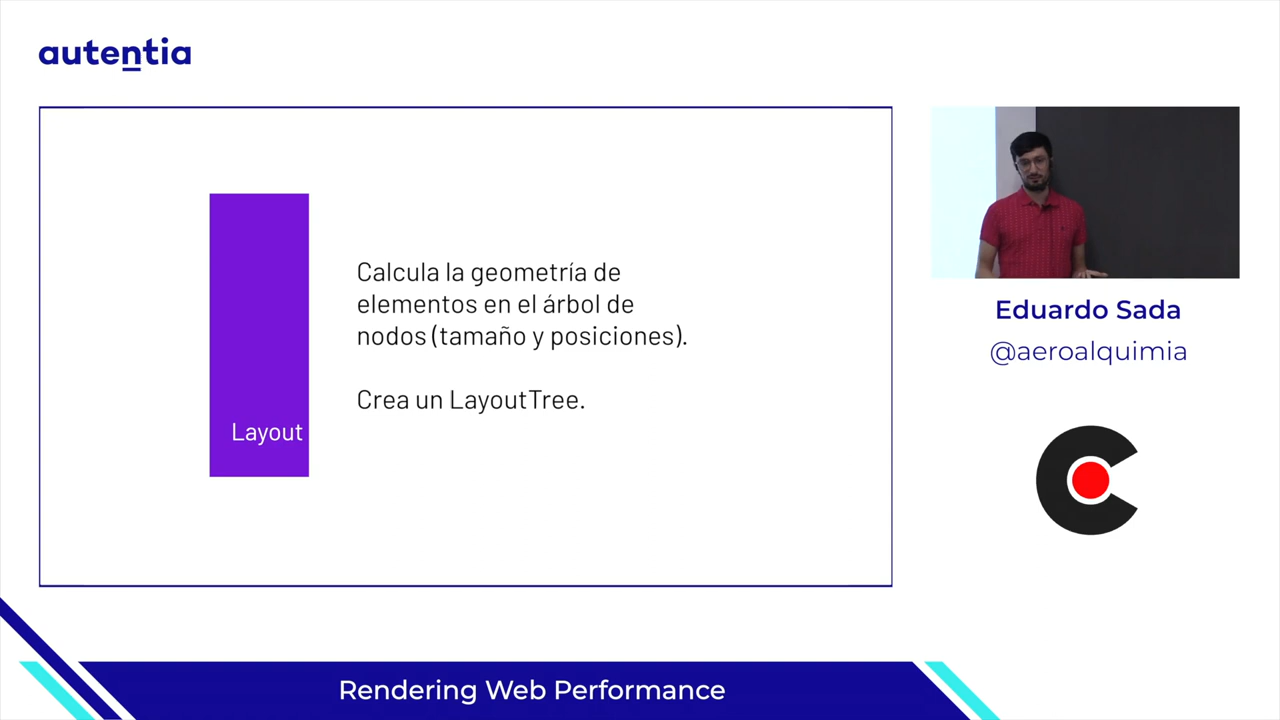 autentia
Layout
Calcula la geometría de
elementos en el árbol de
nodos (tamaño y posiciones).
Crea un LayoutTree.
Eduardo Sada
@aeroalquimia
Rendering Web Performance